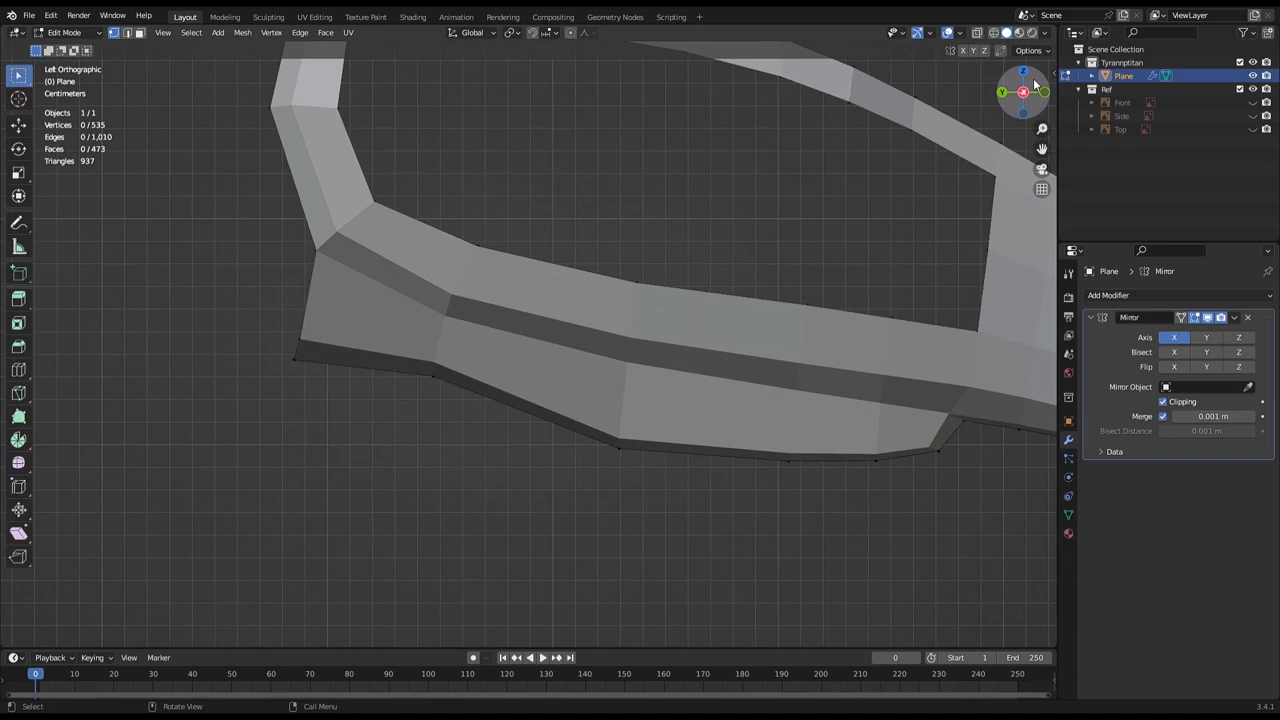 File Edit Render Window Help Layout Modeling Sculpting UV Editing Texture Paint Shading Animation Rendering Compositing Geometry Nodes Scripting + Scene ViewLayer
Edit Mode View Select Add Mesh Vertex Edge Face UV Global
X Y Z Options
Left Orthographic
(0) Plane
Centimeters
Objects 1/1
Vertices 0/535
Edges 0/1,010
Faces 0/473
Triangles 937
Z
Y -X
Scene Collection
Tyranntitan
Plane
Ref
Front
Side
Top
Plane > Mirror
Add Modifier
Mirror
Axis X Y Z
Bisect X Y Z
Flip X Y Z
Mirror Object
Clipping
Merge 0.001 m
Bisect Distance 0.001 m
Data
Playback Keying View Marker 0 Start 1 End 250
0 10 20 30 40 50 60 70 80 90 100 110 120 130 140 150 160 170 180 190 200 210 220 230 240 250
Select Rotate View Call Menu 3.4.1